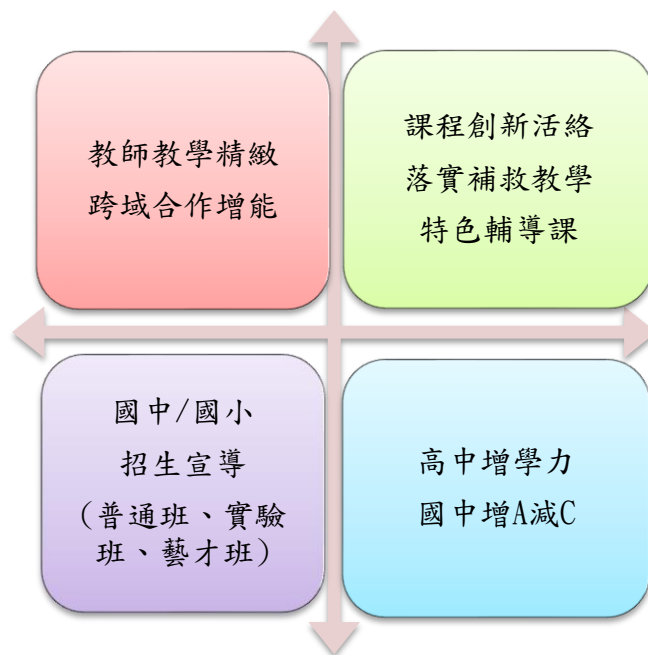 教師教學精緻
跨域合作增能
課程創新活絡
落實補救教學
特色輔導課
國中/國小
招生宣導
(普通班、實驗
班、藝才班)
高中增學力
國中增A減C